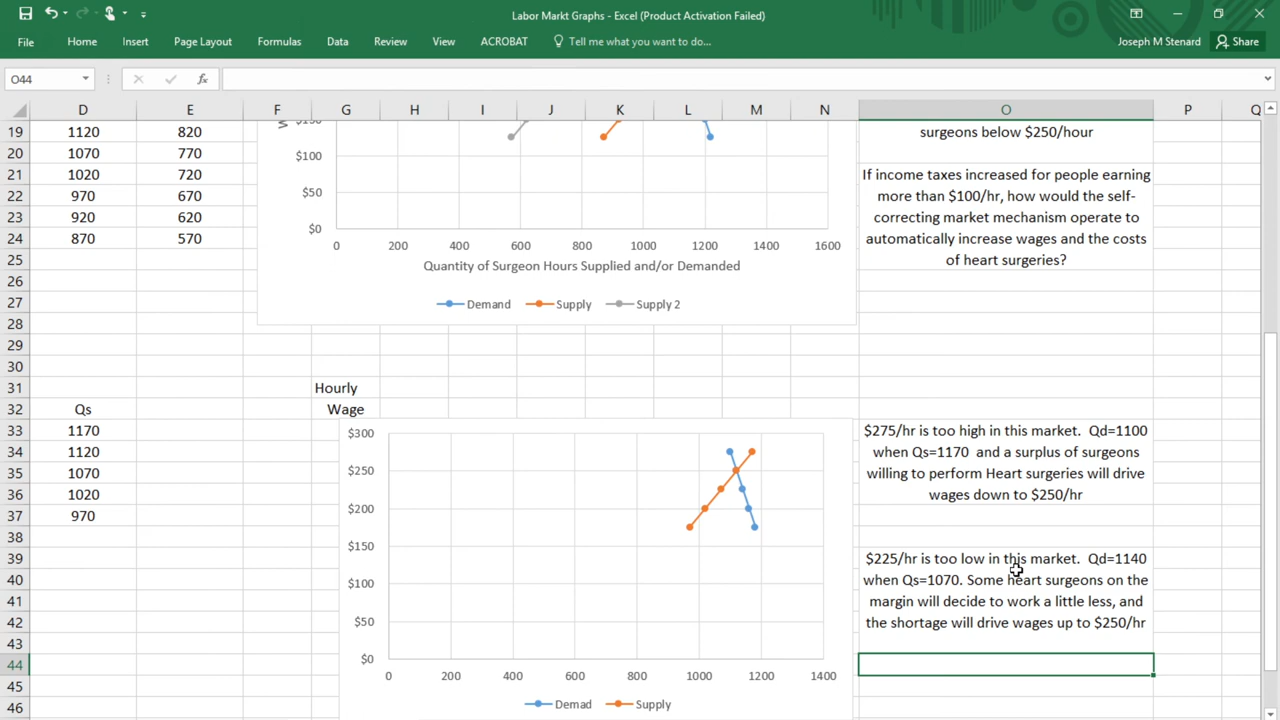 Labor Markt Graphs - Excel (Product Activation Failed)
File Home Insert Page Layout Formulas Data Review View ACROBAT Tell me what you want to do... Joseph M Stenard Share
O44 fx
D E F G H I J K L M N O P Q
19 1120 820
20 1070 770
21 1020 720
22 970 670
23 920 620
24 870 570
25
26
27
28
29
30
31
32 Qs
33 1170
34 1120
35 1070
36 1020
37 970
38
39
40
41
42
43
44
45
46
$150
$100
$50
$0
0 200 400 600 800 1000 1200 1400 1600
Quantity of Surgeon Hours Supplied and/or Demanded
Demand Supply Supply 2
Hourly
Wage
$300
$250
$200
$150
$100
$50
$0
0 200 400 600 800 1000 1200 1400
Demad Supply
surgeons below $250/hour
If income taxes increased for people earning
more than $100/hr, how would the self-
correcting market mechanism operate to
automatically increase wages and the costs
of heart surgeries?
$275/hr is too high in this market. Qd=1100
when Qs=1170 and a surplus of surgeons
willing to perform Heart surgeries will drive
wages down to $250/hr
$225/hr is too low in this market. Qd=1140
when Qs=1070. Some heart surgeons on the
margin will decide to work a little less, and
the shortage will drive wages up to $250/hr